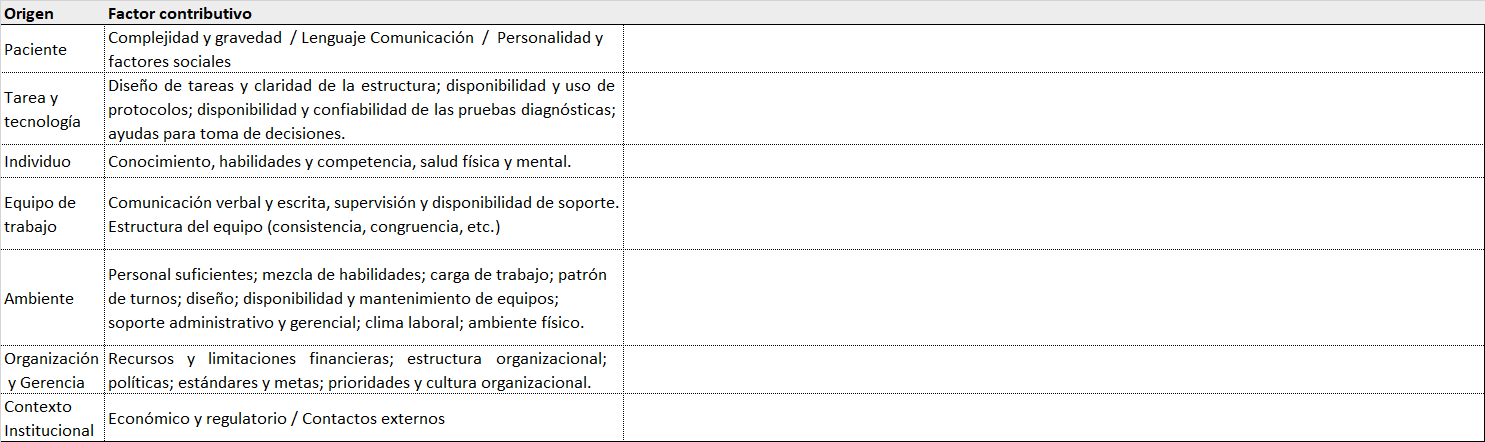 Origen Factor contributivo
Paciente
Complejidad y gravedad / Lenguaje Comunicación / Personalidad y
factores sociales
Tarea y
tecnología
Diseño de tareas y claridad de la estructura; disponibilidad y uso de
protocolos; disponibilidad y confiabilidad de las pruebas diagnósticas;
ayudas para toma de decisiones.
Individuo
Conocimiento, habilidades y competencia, salud física y mental.
Equipo de
trabajo
Comunicación verbal y escrita, supervisión y disponibilidad de soporte.
Estructura del equipo (consistencia, congruencia, etc.)
Ambiente
Personal suficientes; mezcla de habilidades; carga de trabajo; patrón
de turnos; diseño; disponibilidad y mantenimiento de equipos;
soporte administrativo y gerencial; clima laboral; ambiente físico.
Organización
y Gerencia
Recursos y limitaciones financieras; estructura organizacional;
políticas; estándares y metas; prioridades y cultura organizacional.
Contexto
Institucional
Económico y regulatorio / Contactos externos